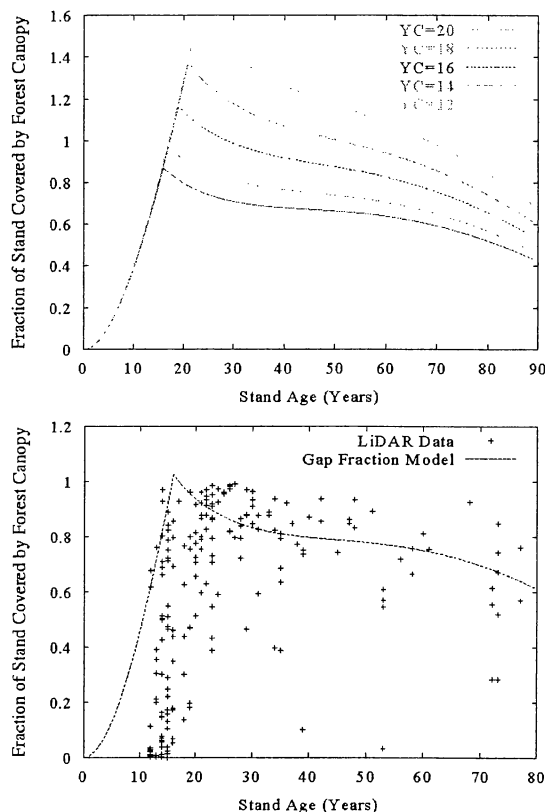 Fraction of Stand Covered by Forest Canopy
1.6
1.4
1.2
1
0.8
0.6
0.4
0.2
0
YC=20
YC=18
YC=16
YC=14
YC=12
0 10 20 30 40 50 60 70 80 90
Stand Age (Years)
Fraction of Stand Covered by Forest Canopy
1.2
1
0.8
0.6
0.4
0.2
0
LiDAR Data
Gap Fraction Model
0 10 20 30 40 50 60 70 80
Stand Age (Years)